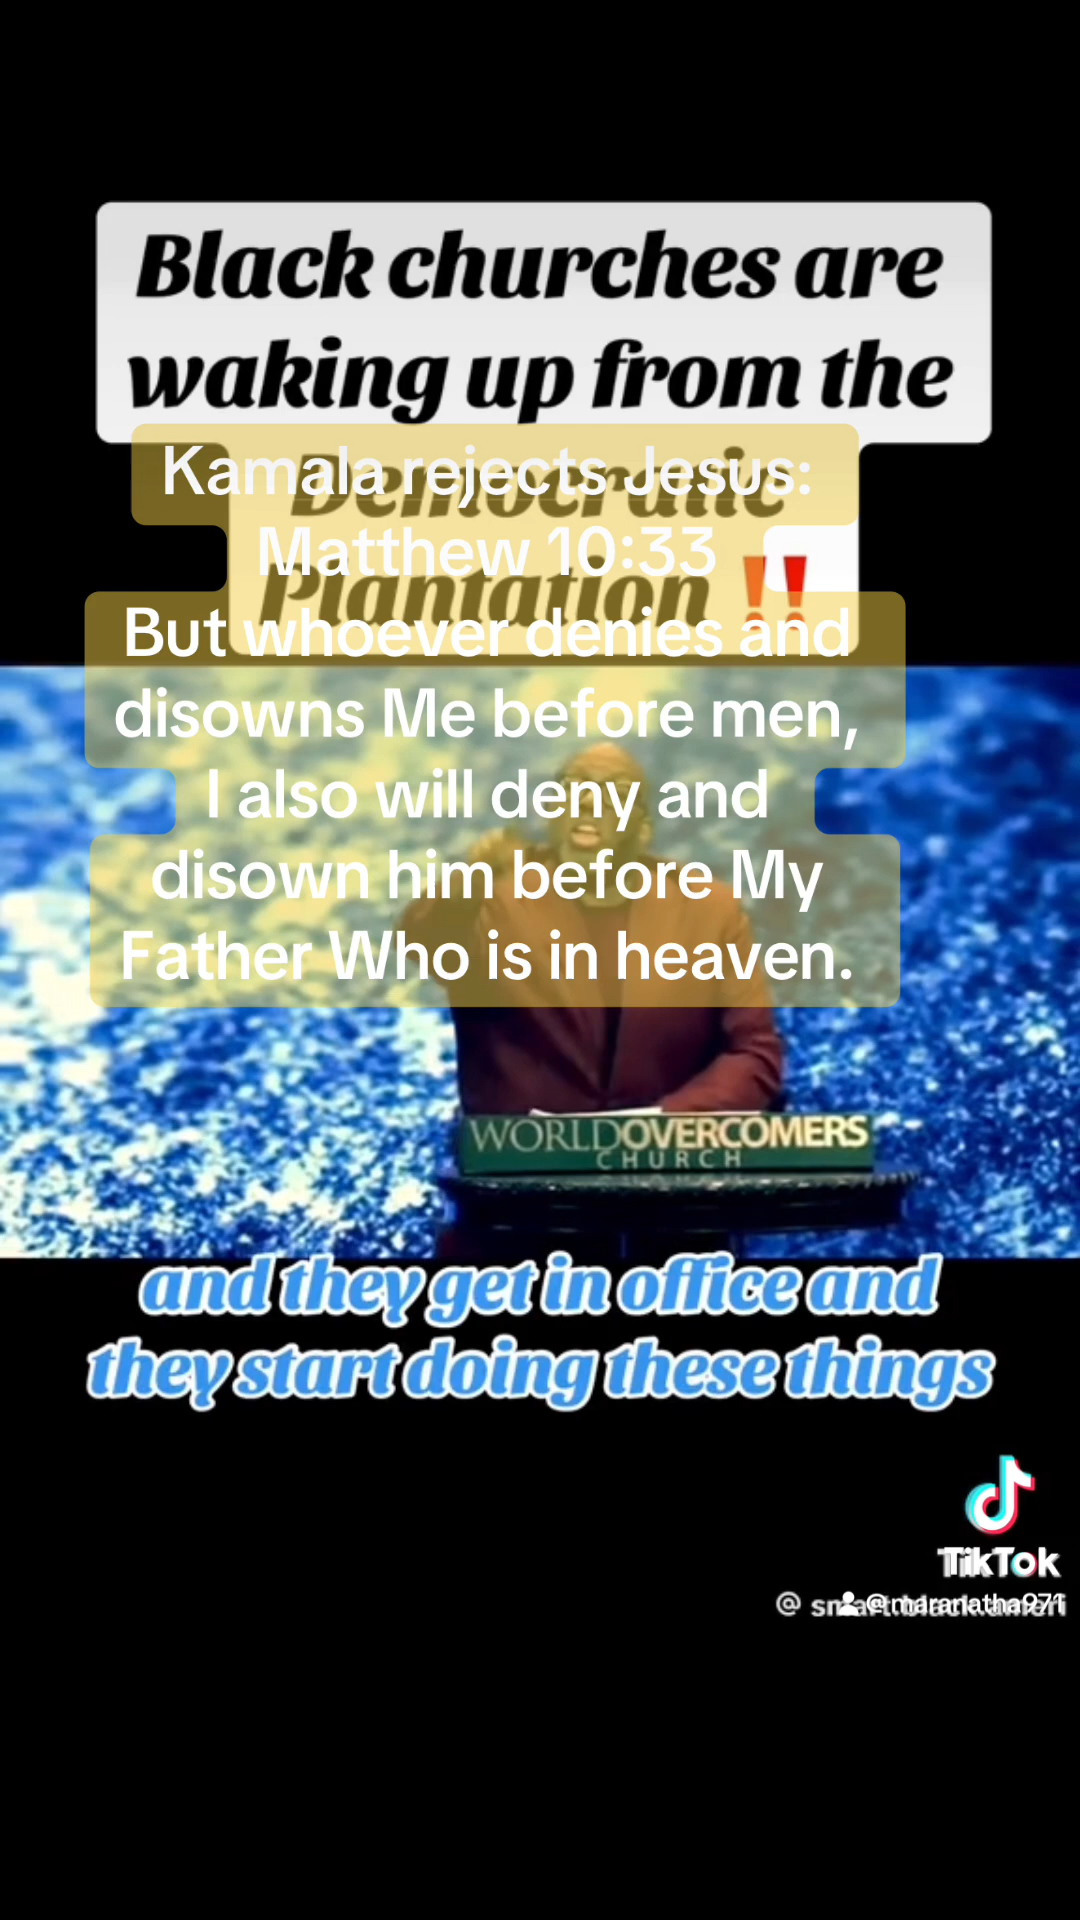 Black churches are
waking up from the
Democratic
Plantation ‼️
Kamala rejects Jesus:
Matthew 10:33
But whoever denies and
disowns Me before men,
I also will deny and
disown him before My
Father Who is in heaven.
WORLDOVERCOMERS
CHURCH
and they get in office and
they start doing these things
TikTok
@maranatha971